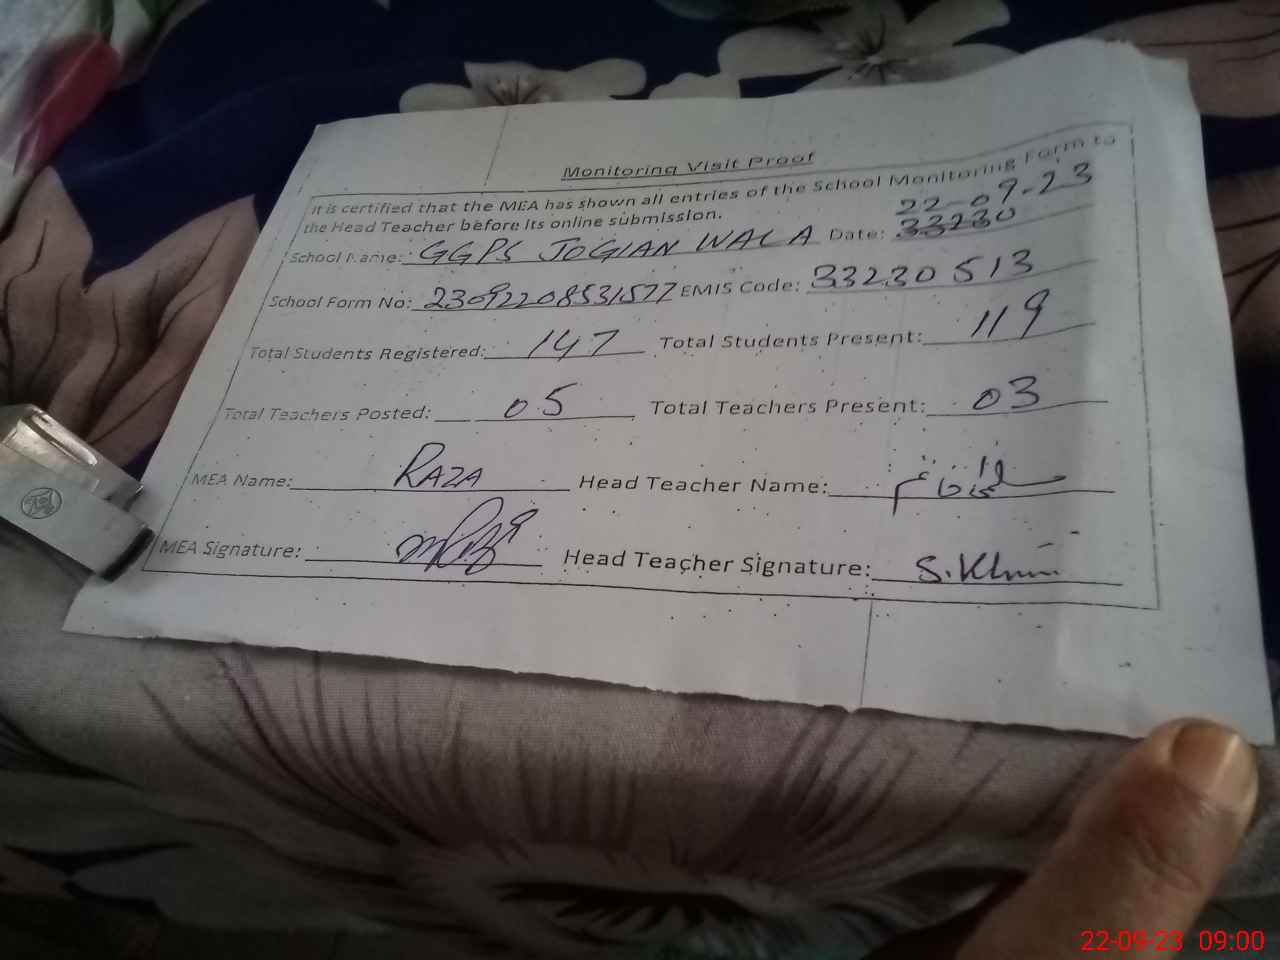 Monitoring Visit Proof
It is certified that the MEA has shown all entries of the School Monitoring Form to
the Head Teacher before its online submission.
22-09-23
School Name: GGPS JOGIAN WALA Date: 33230
School Form No: 23092208531577 EMIS Code: 33230513
Total Students Registered: 147 Total Students Present: 119
Total Teachers Posted: 05 Total Teachers Present: 03
MEA Name: RAZA Head Teacher Name:
MEA Signature: Head Teacher Signature: S.Khan
22-09-23 09:00